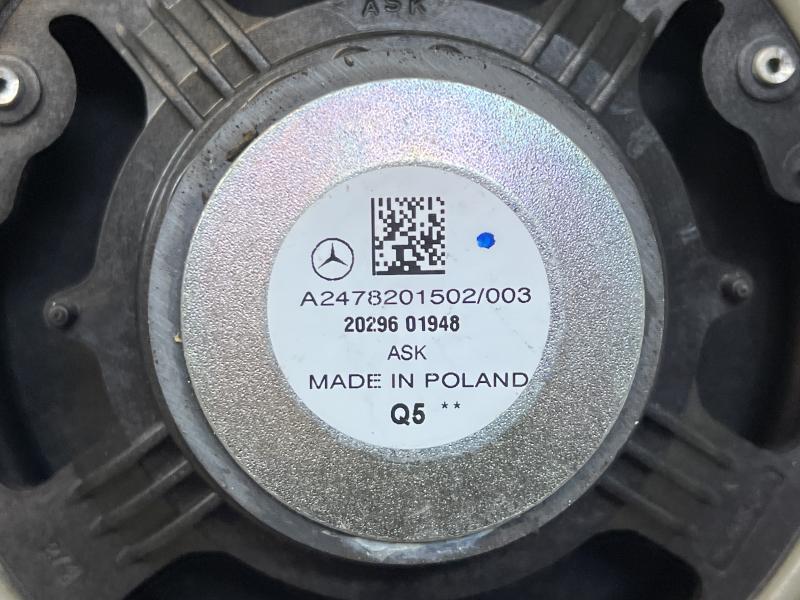 ASK
A2478201502/003
20296 01948
ASK
MADE IN POLAND
Q5 **